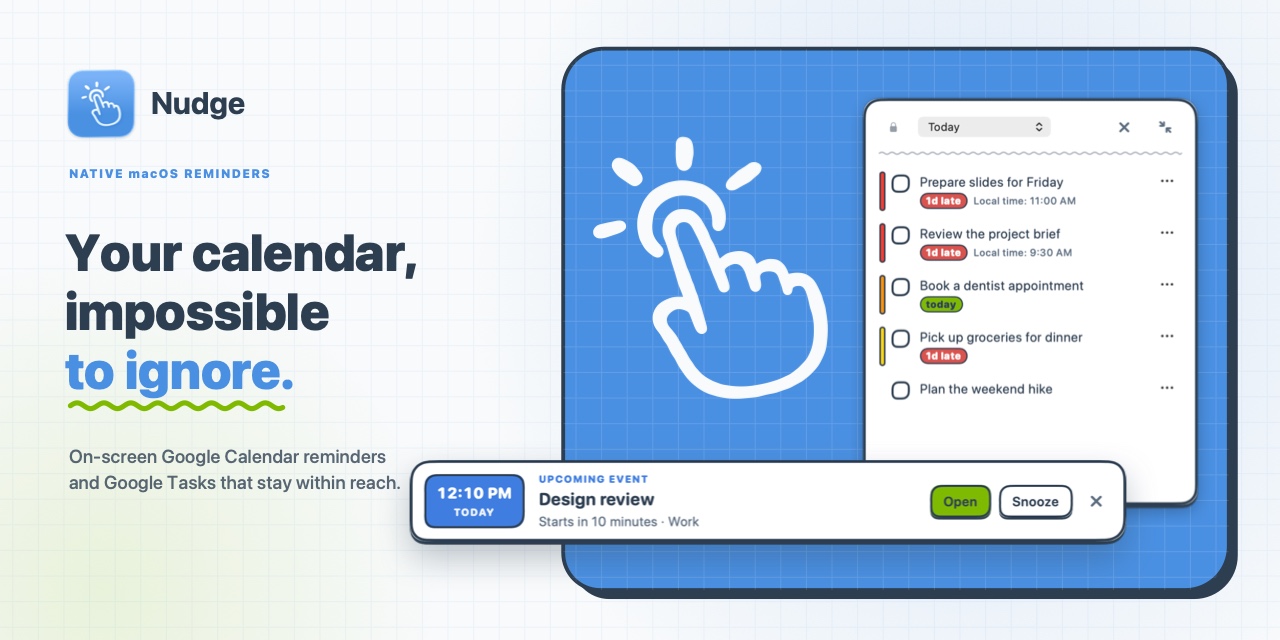 Nudge
NATIVE macOS REMINDERS
Your calendar,
impossible
to ignore.
On-screen Google Calendar reminders
and Google Tasks that stay within reach.
Today
Prepare slides for Friday
1d late Local time: 11:00 AM
Review the project brief
1d late Local time: 9:30 AM
Book a dentist appointment
today
Pick up groceries for dinner
1d late
Plan the weekend hike
12:10 PM
TODAY
UPCOMING EVENT
Design review
Starts in 10 minutes · Work
Open
Snooze